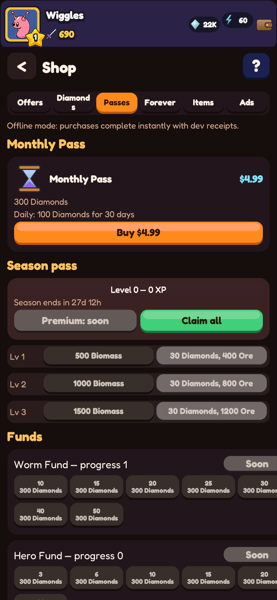 Wiggles
1
690
22K
60
<
Shop
?
Offers
Diamond
s
Passes
Forever
Items
Ads
Offline mode: purchases complete instantly with dev receipts.
Monthly Pass
Monthly Pass
$4.99
300 Diamonds
Daily: 100 Diamonds for 30 days
Buy $4.99
Season pass
Level 0 — 0 XP
Season ends in 27d 12h
Premium: soon
Claim all
Lv 1
500 Biomass
30 Diamonds, 400 Ore
Lv 2
1000 Biomass
30 Diamonds, 800 Ore
Lv 3
1500 Biomass
30 Diamonds, 1200 Ore
Funds
Worm Fund — progress 1
Soon
10
300 Diamonds
15
300 Diamonds
20
300 Diamonds
25
300 Diamonds
30
300 Diamon
40
300 Diamonds
50
300 Diamonds
Hero Fund — progress 0
Soon
3
300 Diamonds
6
300 Diamonds
10
300 Diamonds
15
300 Diamonds
20
300 Diamon